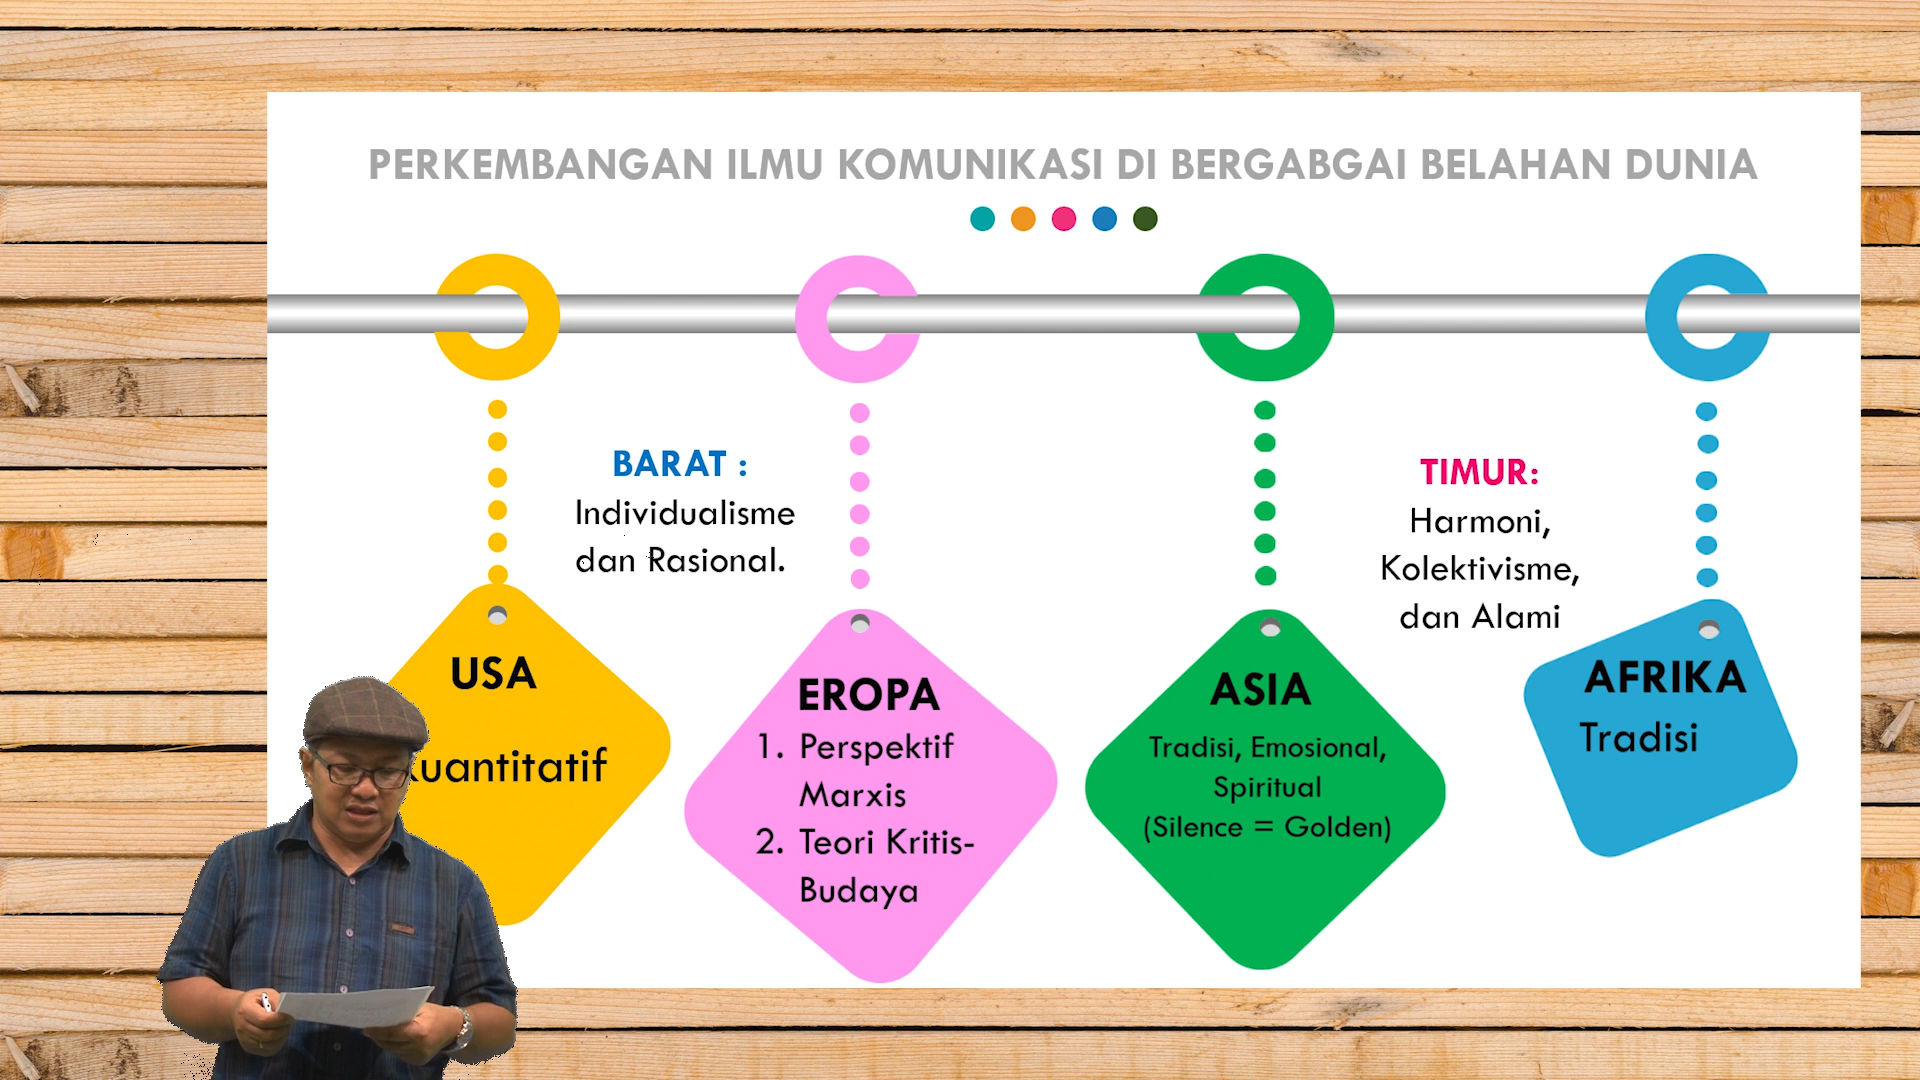 PERKEMBANGAN ILMU KOMUNIKASI DI BERGABGAI BELAHAN DUNIA
BARAT :
Individualisme
dan Rasional.
TIMUR:
Harmoni,
Kolektivisme,
dan Alami
USA
uantitatif
EROPA
1. Perspektif
Marxis
2. Teori Kritis-
Budaya
ASIA
Tradisi, Emosional,
Spiritual
(Silence = Golden)
AFRIKA
Tradisi